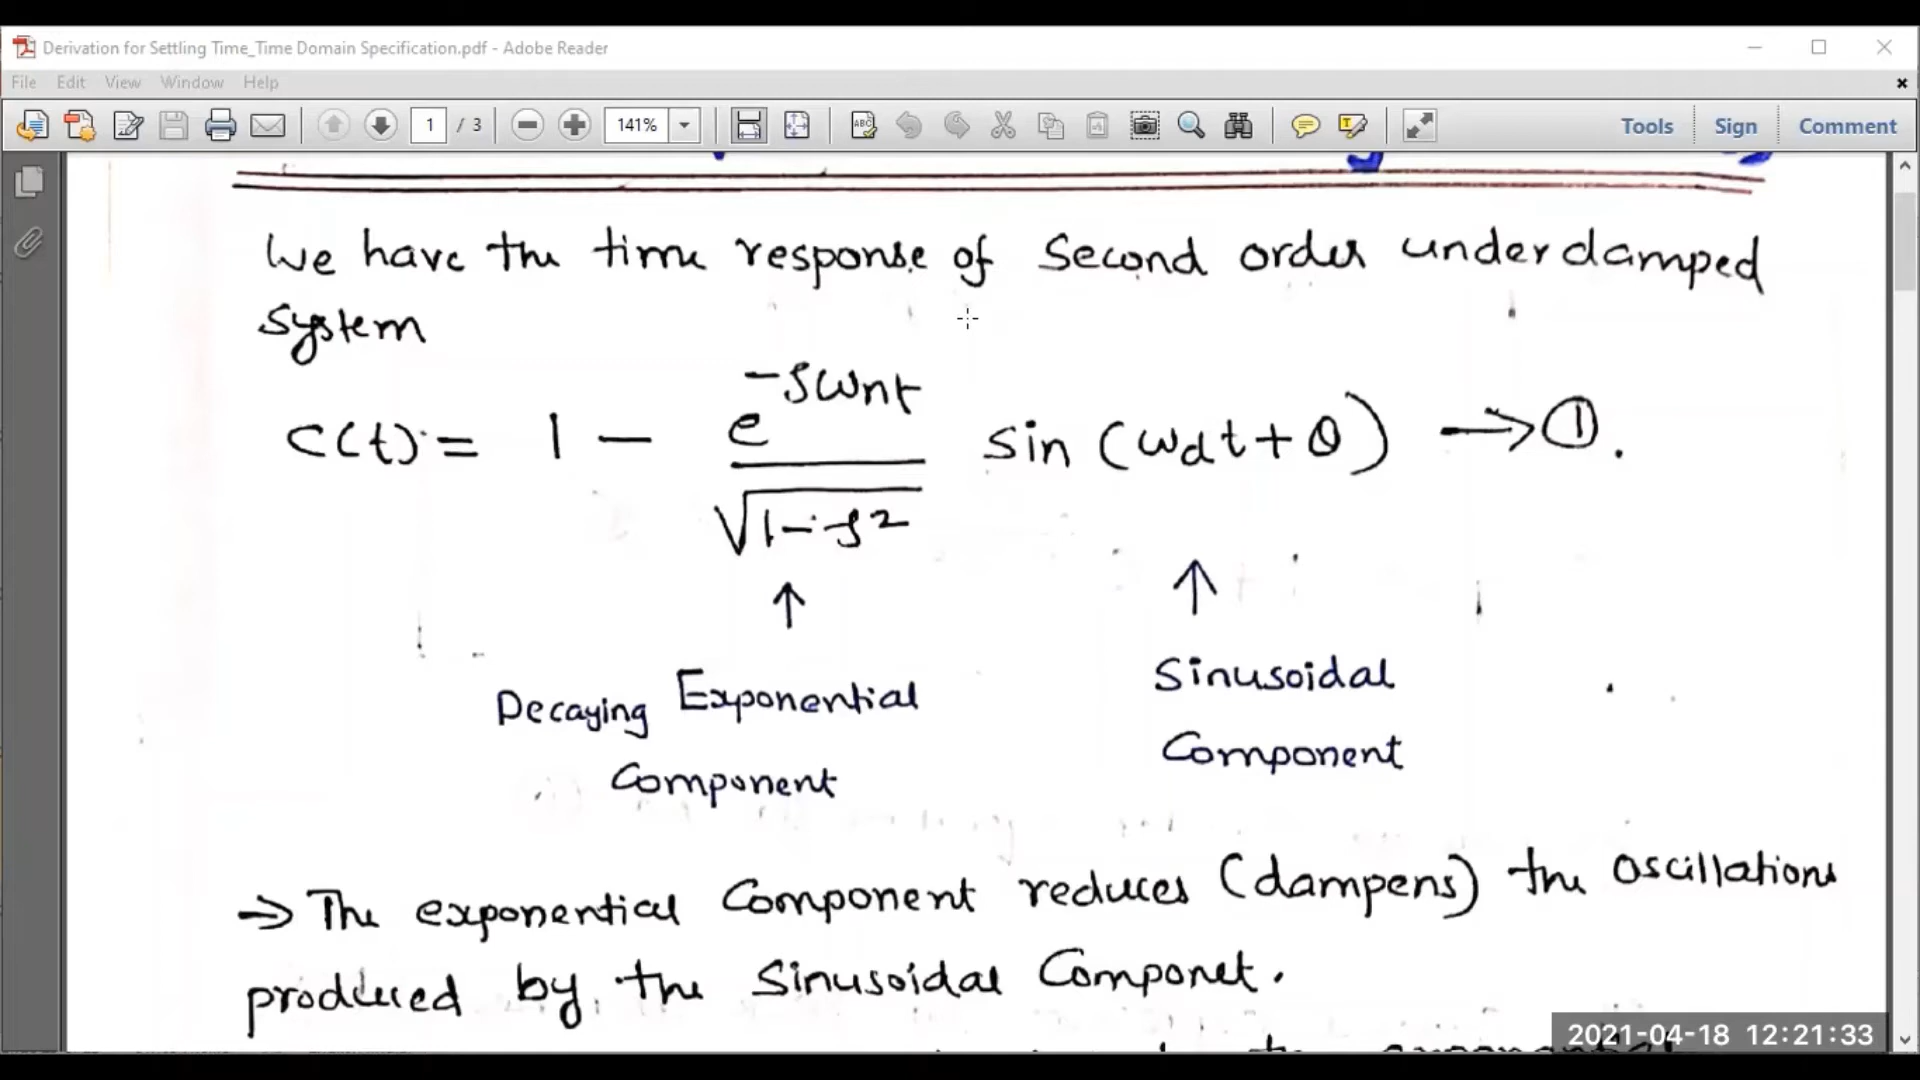 Derivation for Settling Time_Time Domain Specification.pdf - Adobe Reader
File Edit View Window Help
1 / 3 141% Tools Sign Comment
We have the time response of Second order underdamped
System
C(t) = 1 - e^{-ζωnt} / √(1-ζ²) sin (ωdt + θ) → ①.
↑ ↑
Decaying Exponential Component
Sinusoidal Component
→ The exponential Component reduces (dampens) the oscillations
produced by the Sinusoidal Componet.
2021-04-18 12:21:33